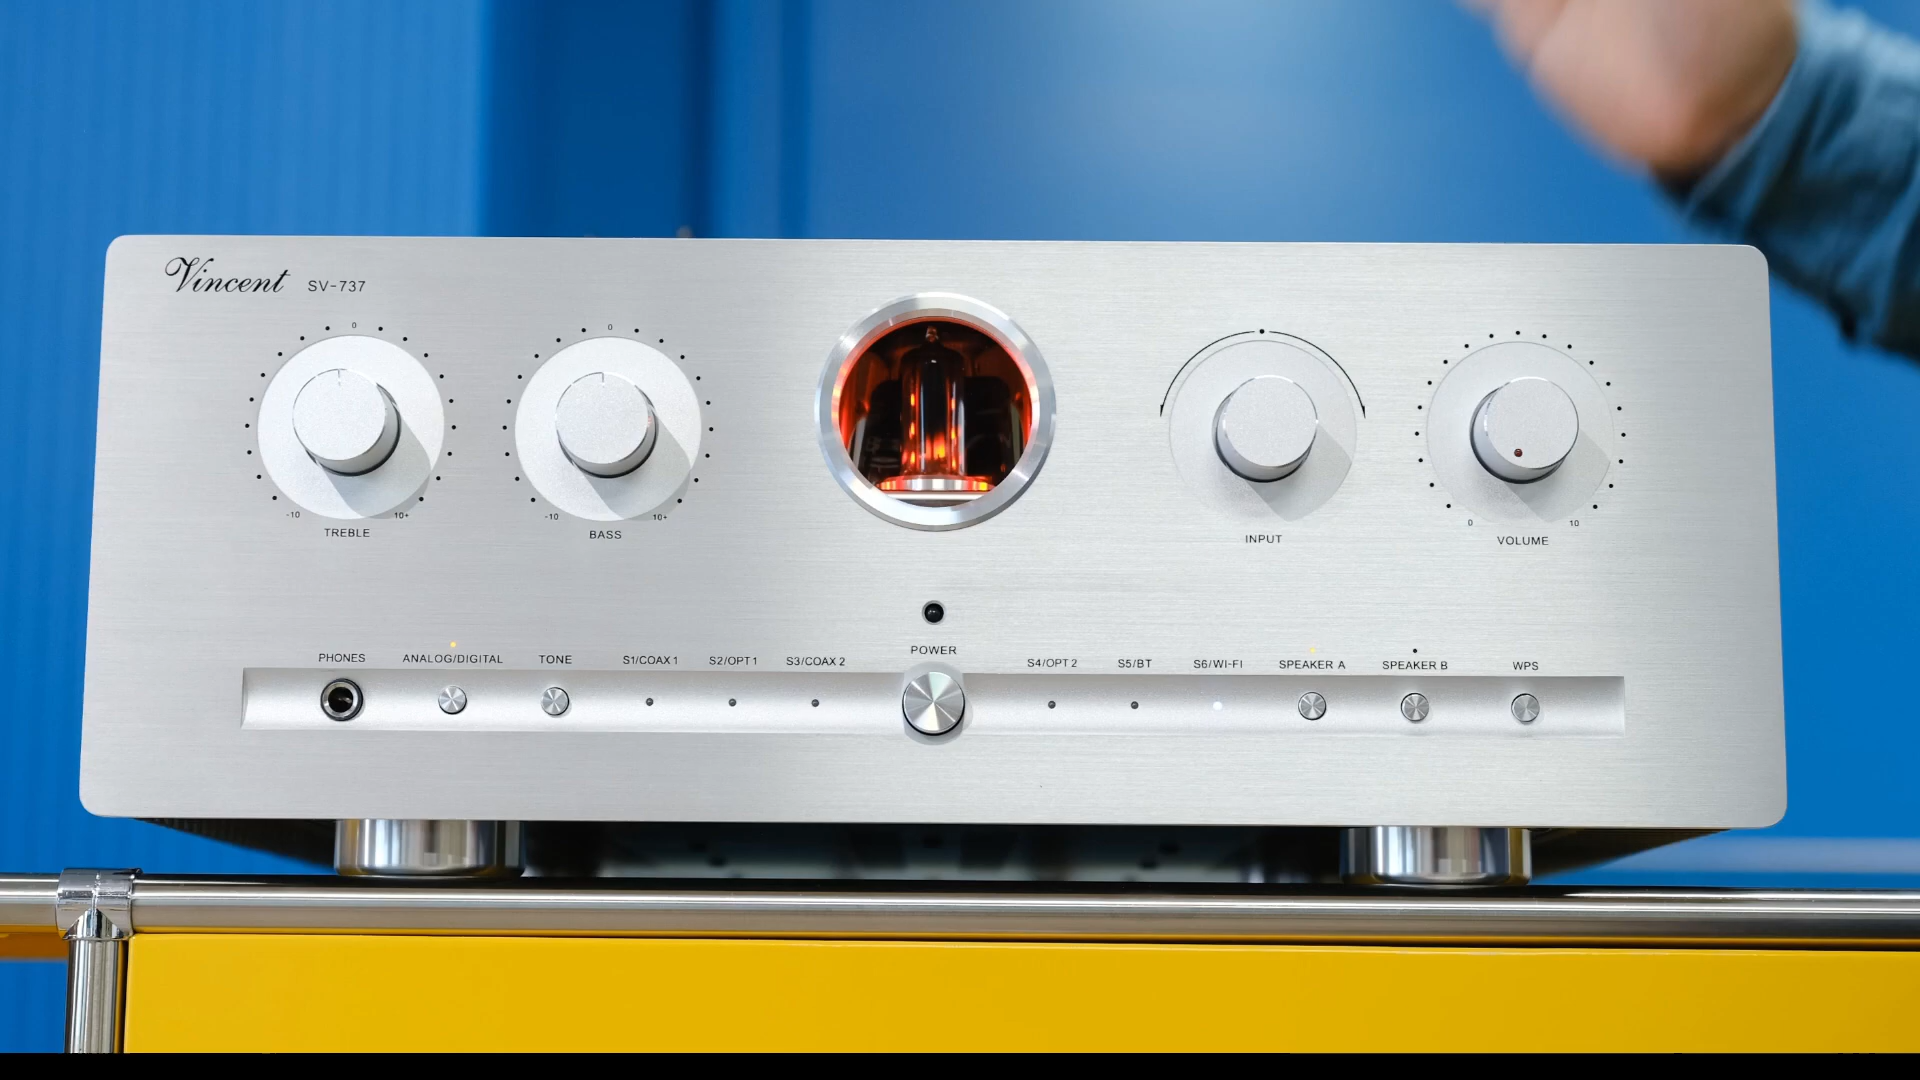 Vincent SV-737
0
-10 10+
TREBLE
0
-10 10+
BASS
INPUT
0 10
VOLUME
POWER
PHONES
ANALOG/DIGITAL
TONE
S1/COAX 1
S2/OPT 1
S3/COAX 2
S4/OPT 2
S5/BT
S6/WI-FI
SPEAKER A
SPEAKER B
WPS